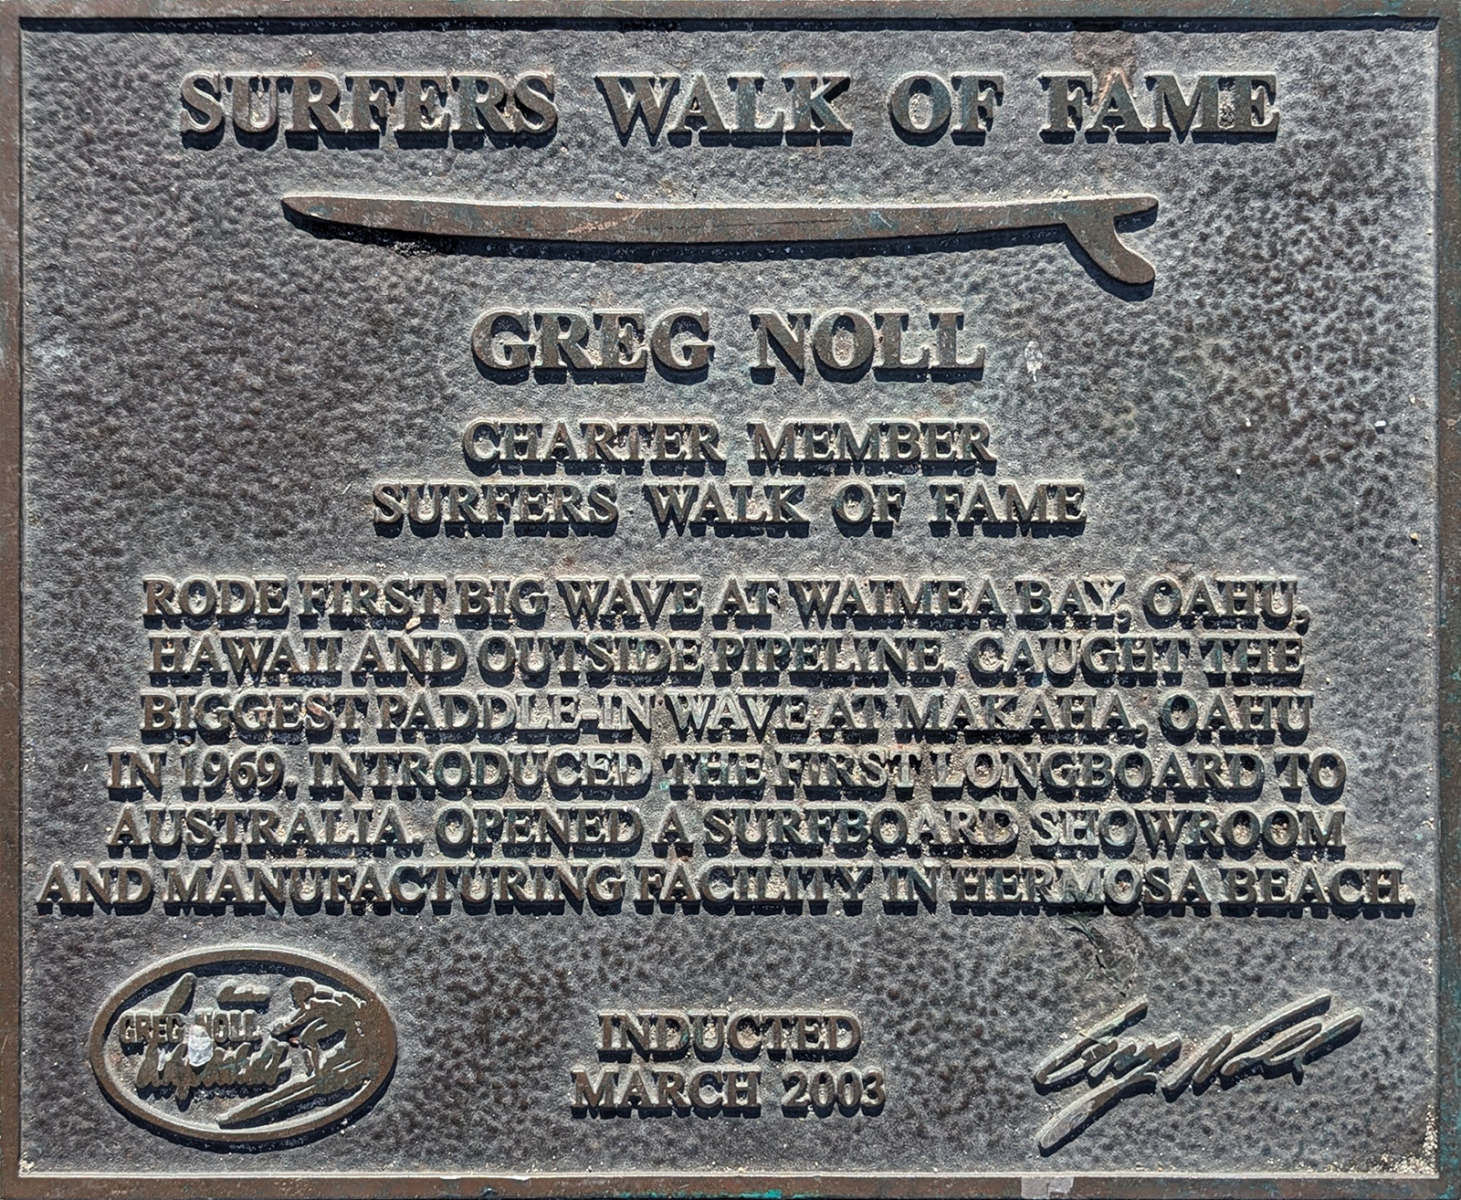 SURFERS WALK OF FAME
GREG NOLL
CHARTER MEMBER
SURFERS WALK OF FAME
RODE FIRST BIG WAVE AT WAIMEA BAY, OAHU,
HAWAII AND OUTSIDE PIPELINE. CAUGHT THE
BIGGEST PADDLE-IN WAVE AT MAKAHA, OAHU
IN 1969. INTRODUCED THE FIRST LONGBOARD TO
AUSTRALIA. OPENED A SURFBOARD SHOWROOM
AND MANUFACTURING FACILITY IN HERMOSA BEACH.
GREG NOLL
INDUCTED
MARCH 2003
Greg Noll